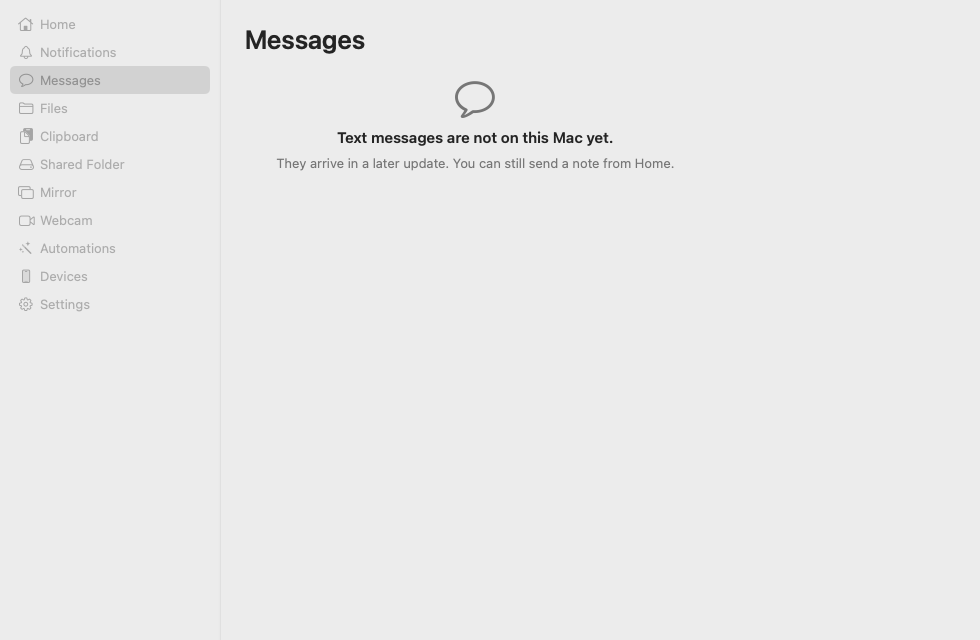 Home
Notifications
Messages
Files
Clipboard
Shared Folder
Mirror
Webcam
Automations
Devices
Settings
Messages
Text messages are not on this Mac yet.
They arrive in a later update. You can still send a note from Home.